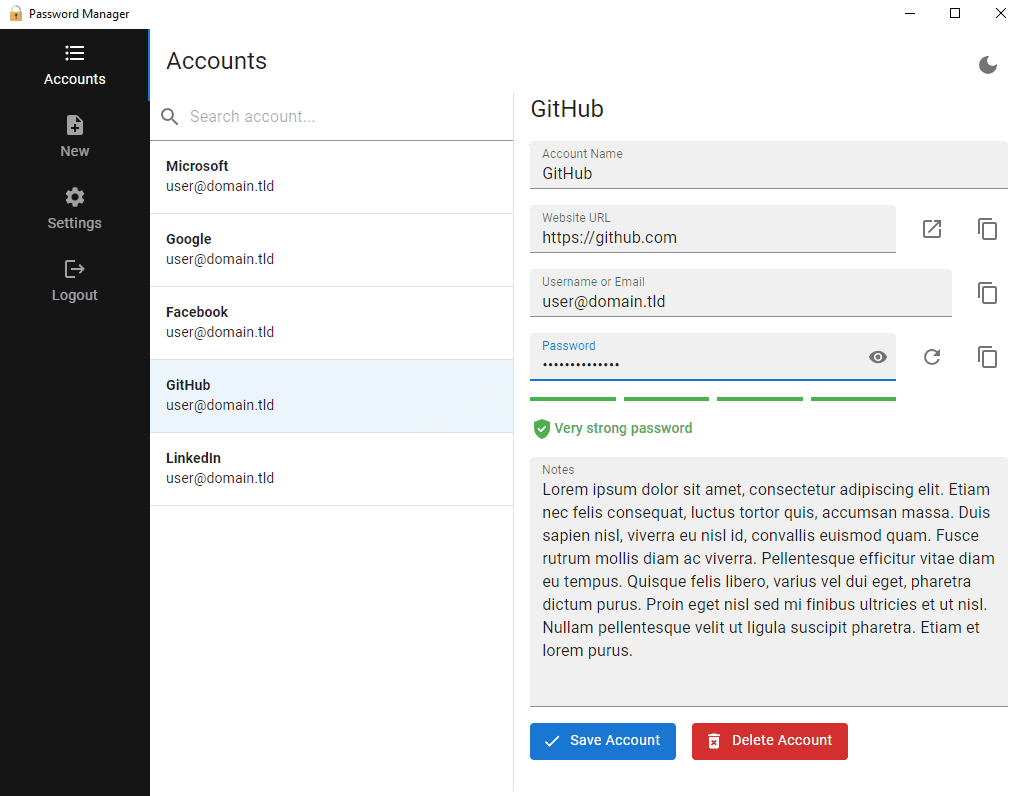 Password Manager
Accounts
New
Settings
Logout
Accounts
Search account...
Microsoft
user@domain.tld
Google
user@domain.tld
Facebook
user@domain.tld
GitHub
user@domain.tld
LinkedIn
user@domain.tld
GitHub
Account Name
GitHub
Website URL
https://github.com
Username or Email
user@domain.tld
Password
••••••••••••••
Very strong password
Notes
Lorem ipsum dolor sit amet, consectetur adipiscing elit. Etiam
nec felis consequat, luctus tortor quis, accumsan massa. Duis
sapien nisl, viverra eu nisl id, convallis euismod quam. Fusce
rutrum mollis diam ac viverra. Pellentesque efficitur vitae diam
eu tempus. Quisque felis libero, varius vel dui eget, pharetra
dictum purus. Proin eget nisl sed mi finibus ultricies et ut nisl.
Nullam pellentesque velit ut ligula suscipit pharetra. Etiam et
lorem purus.
Save Account
Delete Account